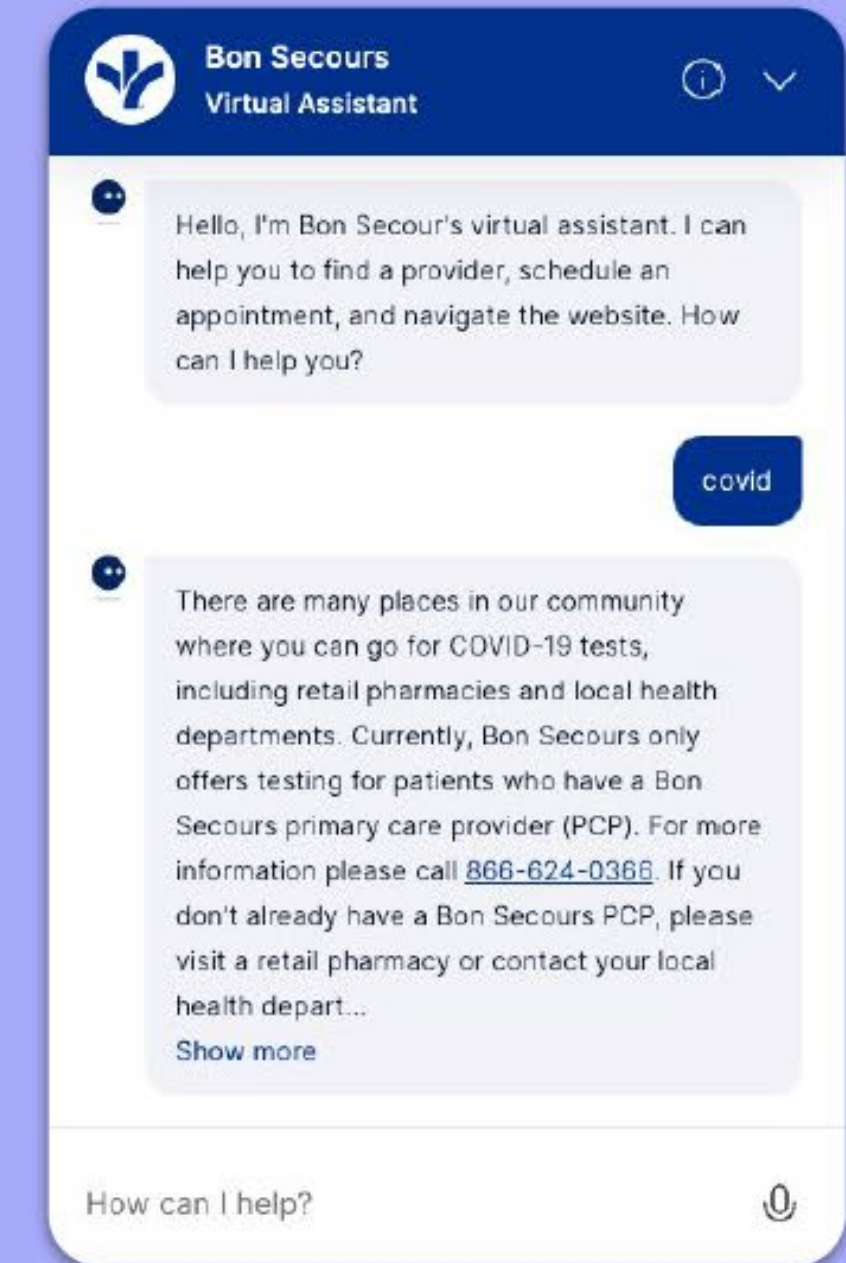 Bon Secours
Virtual Assistant
Hello, I'm Bon Secour's virtual assistant. I can
help you to find a provider, schedule an
appointment, and navigate the website. How
can I help you?
covid
There are many places in our community
where you can go for COVID-19 tests,
including retail pharmacies and local health
departments. Currently, Bon Secours only
offers testing for patients who have a Bon
Secours primary care provider (PCP). For more
information please call 866-624-0366. If you
don't already have a Bon Secours PCP, please
visit a retail pharmacy or contact your local
health depart...
Show more
How can I help?